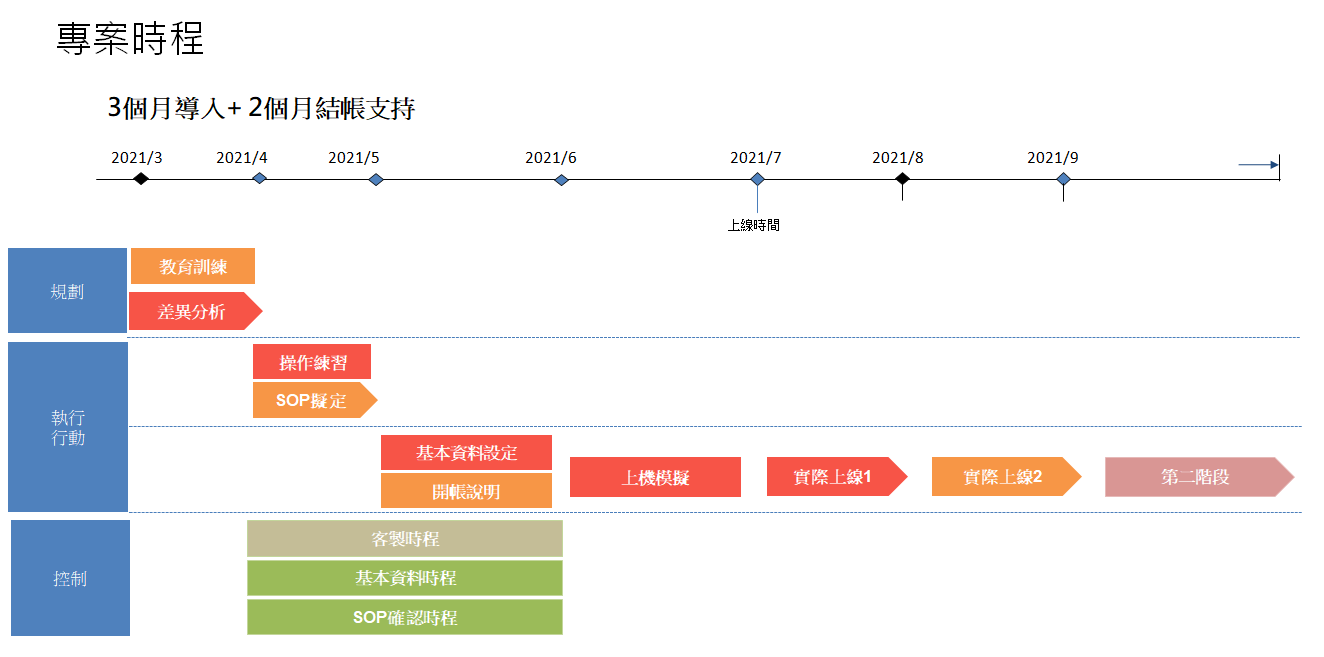 專案時程
3個月導入+ 2個月結帳支持
2021/3
2021/4
2021/5
2021/6
2021/7
2021/8
2021/9
上線時間
規劃
教育訓練
差異分析
執行
行動
操作練習
SOP擬定
基本資料設定
開帳說明
上機模擬
實際上線1
實際上線2
第二階段
控制
客製時程
基本資料時程
SOP確認時程